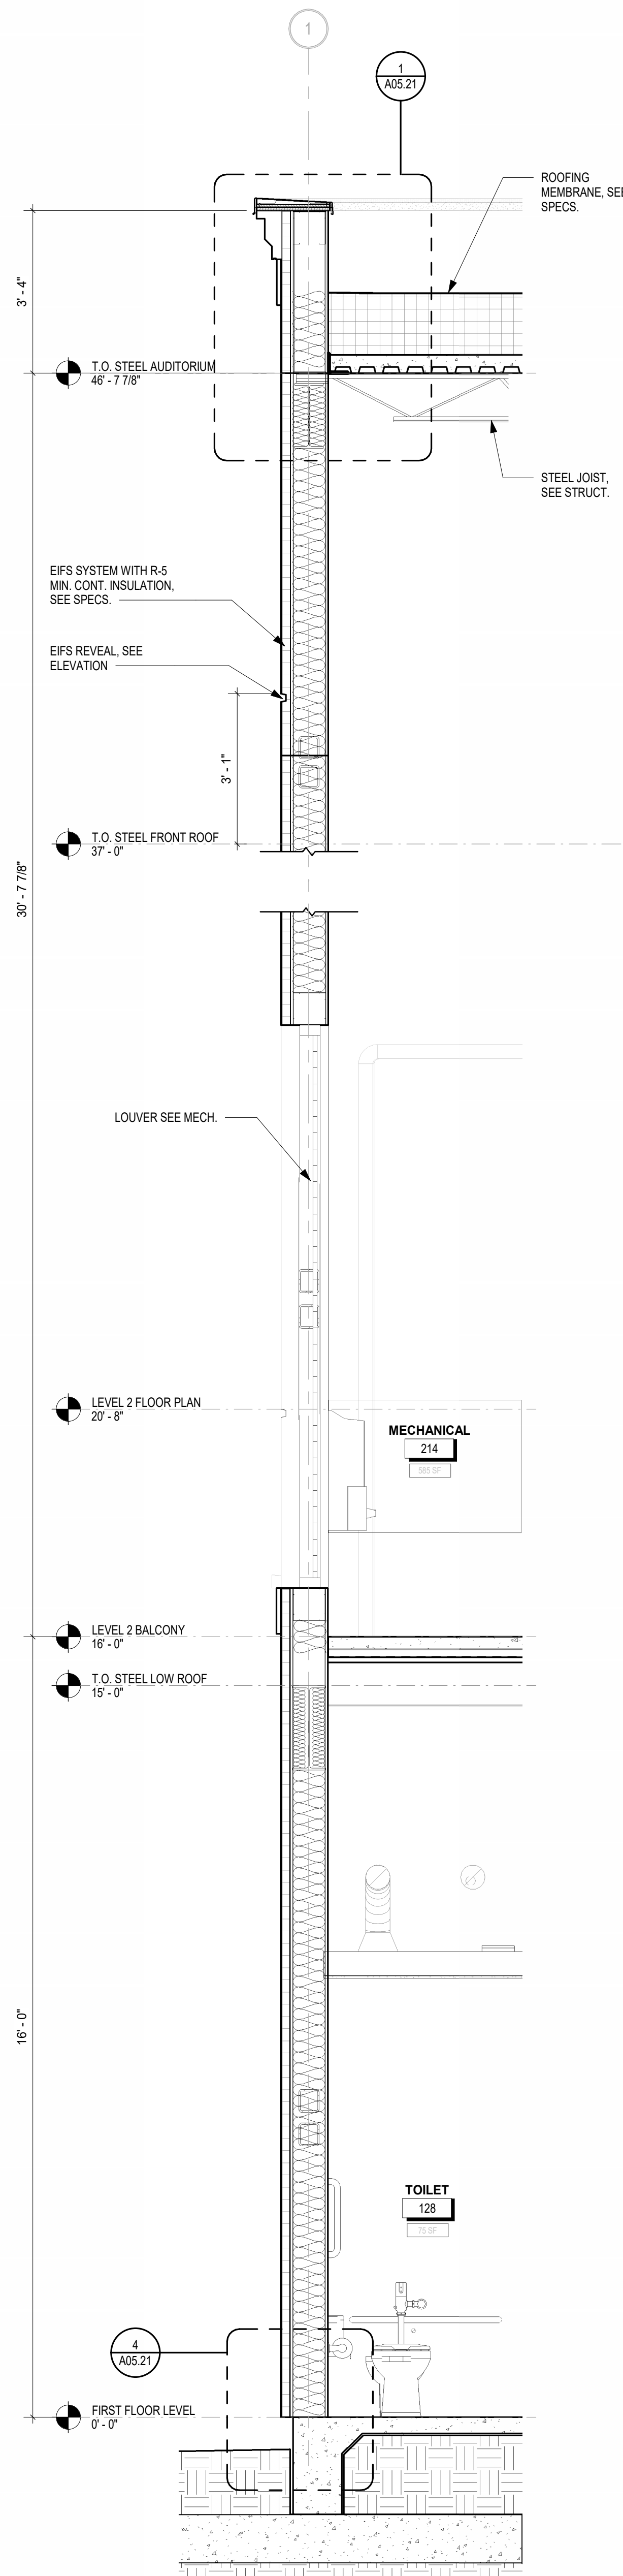 1
1
A05.21
ROOFING
MEMBRANE, SEE
SPECS.
3' - 4"
T.O. STEEL AUDITORIUM
46' - 7 7/8"
STEEL JOIST,
SEE STRUCT.
EIFS SYSTEM WITH R-5
MIN. CONT. INSULATION,
SEE SPECS.
EIFS REVEAL, SEE
ELEVATION
3' - 1"
T.O. STEEL FRONT ROOF
37' - 0"
30' - 7 7/8"
LOUVER SEE MECH.
LEVEL 2 FLOOR PLAN
20' - 8"
MECHANICAL
214
585 SF
LEVEL 2 BALCONY
16' - 0"
T.O. STEEL LOW ROOF
15' - 0"
16' - 0"
TOILET
128
75 SF
4
A05.21
FIRST FLOOR LEVEL
0' - 0"